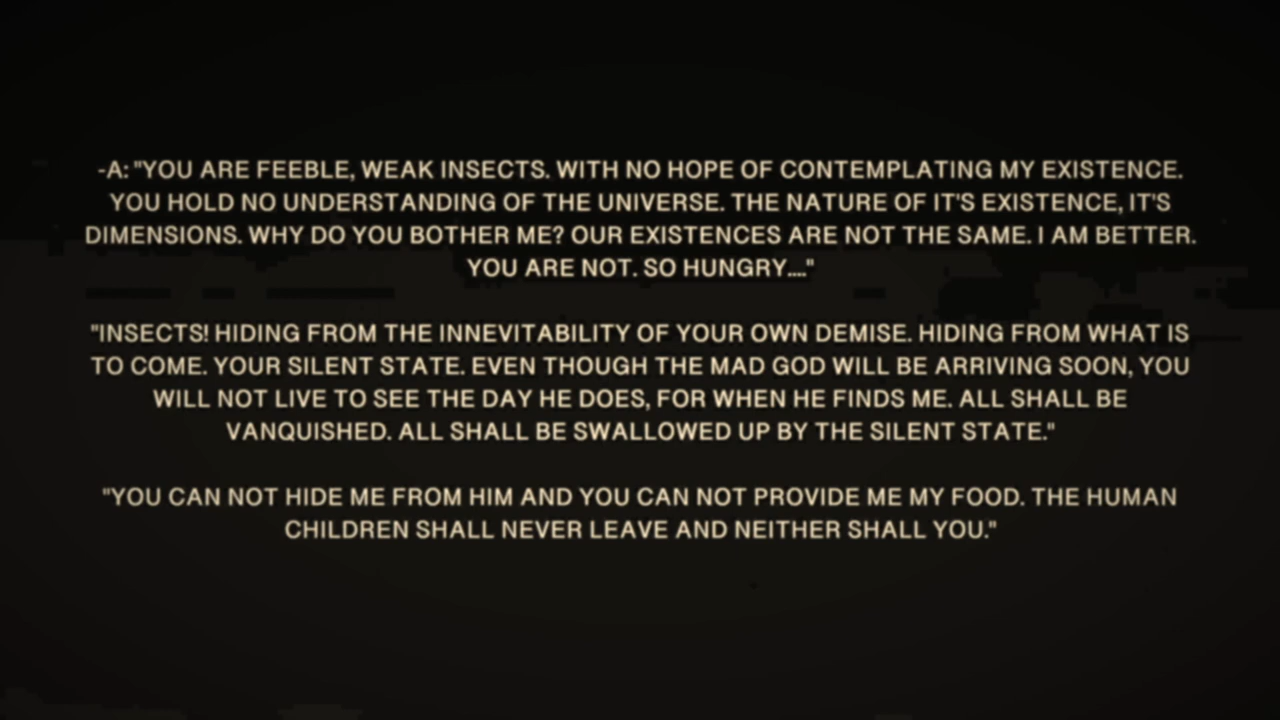 -A: "YOU ARE FEEBLE, WEAK INSECTS. WITH NO HOPE OF CONTEMPLATING MY EXISTENCE.
YOU HOLD NO UNDERSTANDING OF THE UNIVERSE. THE NATURE OF IT'S EXISTENCE, IT'S
DIMENSIONS. WHY DO YOU BOTHER ME? OUR EXISTENCES ARE NOT THE SAME. I AM BETTER.
YOU ARE NOT. SO HUNGRY...."
"INSECTS! HIDING FROM THE INNEVITABILITY OF YOUR OWN DEMISE. HIDING FROM WHAT IS
TO COME. YOUR SILENT STATE. EVEN THOUGH THE MAD GOD WILL BE ARRIVING SOON, YOU
WILL NOT LIVE TO SEE THE DAY HE DOES, FOR WHEN HE FINDS ME. ALL SHALL BE
VANQUISHED. ALL SHALL BE SWALLOWED UP BY THE SILENT STATE."
"YOU CAN NOT HIDE ME FROM HIM AND YOU CAN NOT PROVIDE ME MY FOOD. THE HUMAN
CHILDREN SHALL NEVER LEAVE AND NEITHER SHALL YOU."